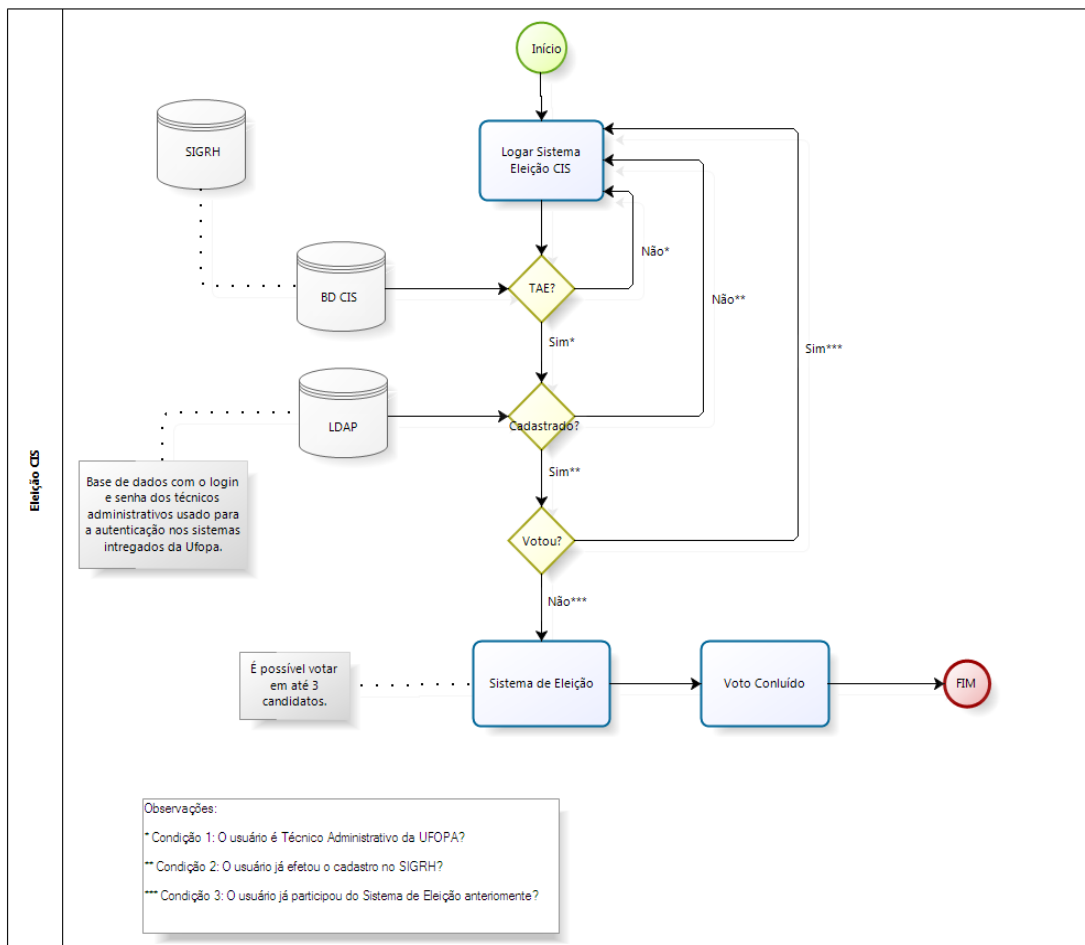 Eleição CIS
Início
Logar Sistema
Eleição CIS
SIGRH
Não*
BD CIS
TAE?
Não**
Sim*
Sim***
LDAP
Cadastrado?
Base de dados com o login
e senha dos técnicos
administrativos usado para
a autenticação nos sistemas
intregados da Ufopa.
Sim**
Votou?
Não***
É possível votar
em até 3
candidatos.
Sistema de Eleição
Voto Conluído
FIM
Observações:
* Condição 1: O usuário é Técnico Administrativo da UFOPA?
** Condição 2: O usuário já efetou o cadastro no SIGRH?
*** Condição 3: O usuário já participou do Sistema de Eleição anteriomente?